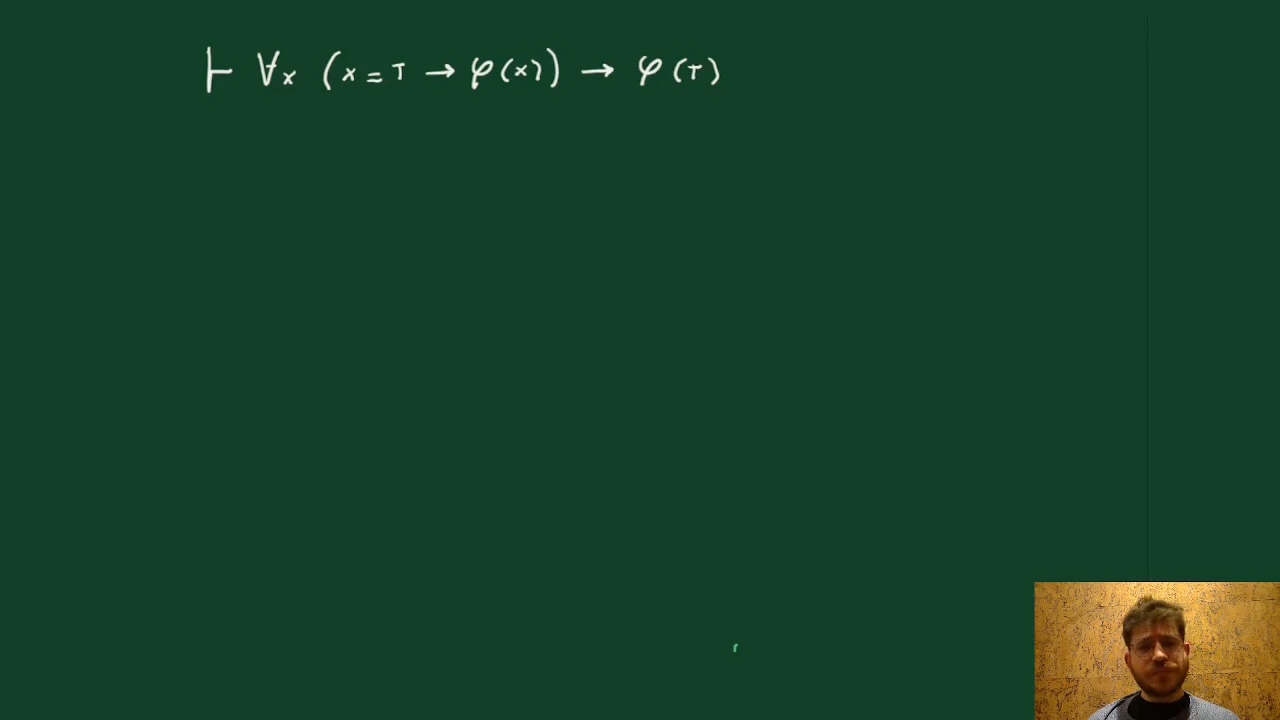 ⊢ ∀x (x = τ → φ(x)) → φ(τ)